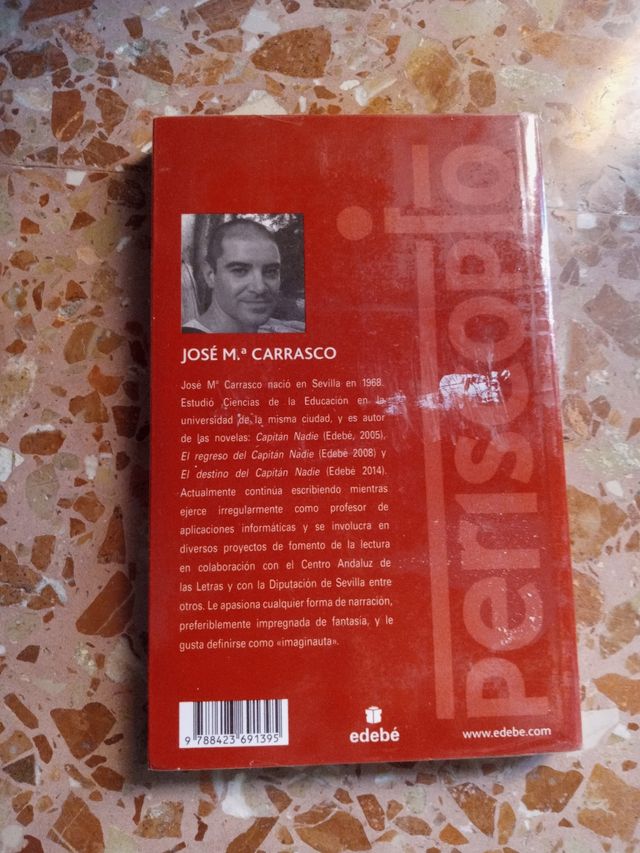 PERISCOPIO
JOSÉ M.ª CARRASCO
José Mª Carrasco nació en Sevilla en 1968.
Estudió Ciencias de la Educación en la
universidad de la misma ciudad, y es autor
de las novelas: Capitán Nadie (Edebé, 2005),
El regreso del Capitán Nadie (Edebé 2008) y
El destino del Capitán Nadie (Edebé 2014).
Actualmente continúa escribiendo mientras
ejerce irregularmente como profesor de
aplicaciones informáticas y se involucra en
diversos proyectos de fomento de la lectura
en colaboración con el Centro Andaluz de
las Letras y con la Diputación de Sevilla entre
otros. Le apasiona cualquier forma de narración,
preferiblemente impregnada de fantasía, y le
gusta definirse como «imaginauta».
9 788423 691395
edebé
www.edebe.com